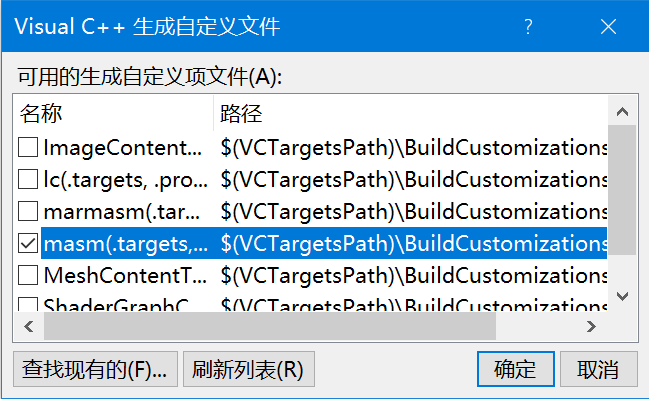 Visual C++ 生成自定义文件
可用的生成自定义项文件(A):
名称 路径
ImageContent... $(VCTargetsPath)\BuildCustomizations
lc(.targets, .pro... $(VCTargetsPath)\BuildCustomizations
marmasm(.tar... $(VCTargetsPath)\BuildCustomizations
masm(.targets,... $(VCTargetsPath)\BuildCustomizations
MeshContentT... $(VCTargetsPath)\BuildCustomizations
ShaderGraphC... $(VCTargetsPath)\BuildCustomizations
查找现有的(F)... 刷新列表(R) 确定 取消